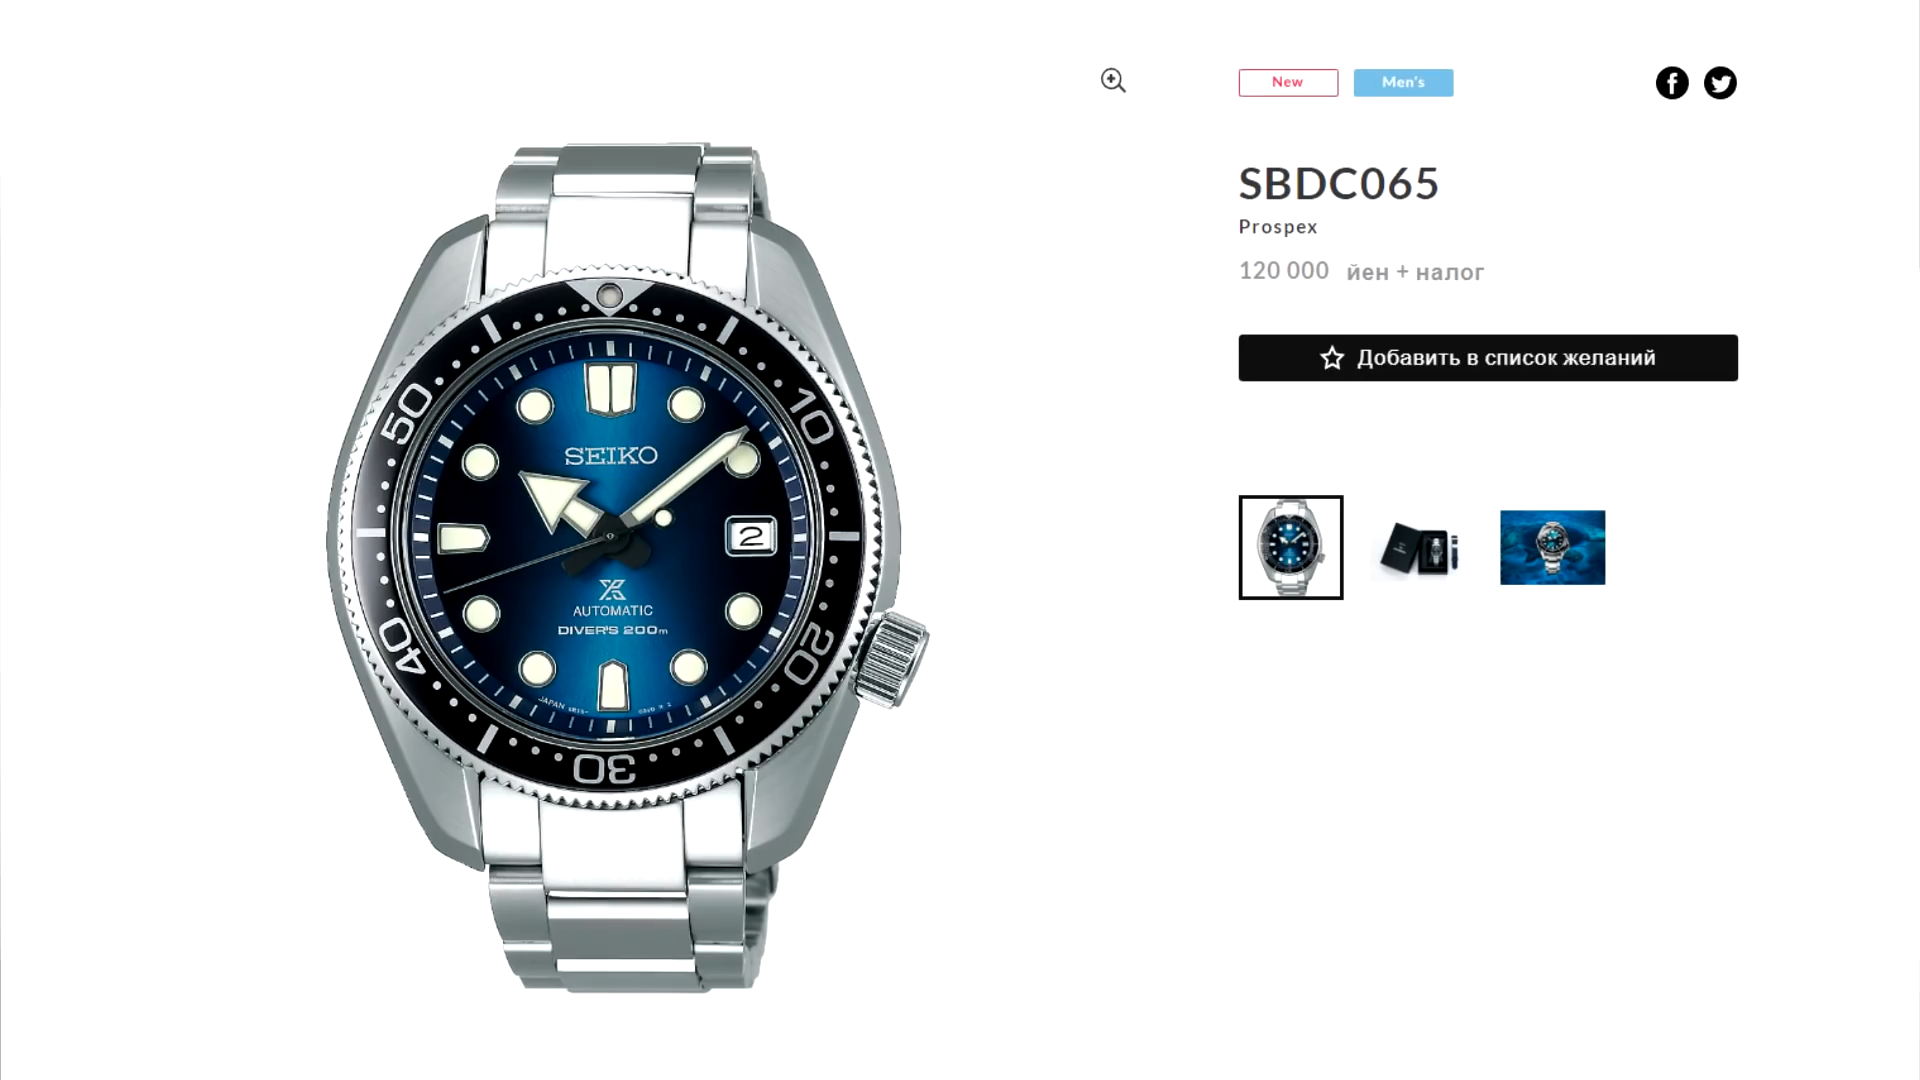 New
Men's
SBDC065
Prospex
120 000 йен + налог
Добавить в список желаний
50
10
SEIKO
2
AUTOMATIC
DIVER'S 200m
40
20
JAPAN
30